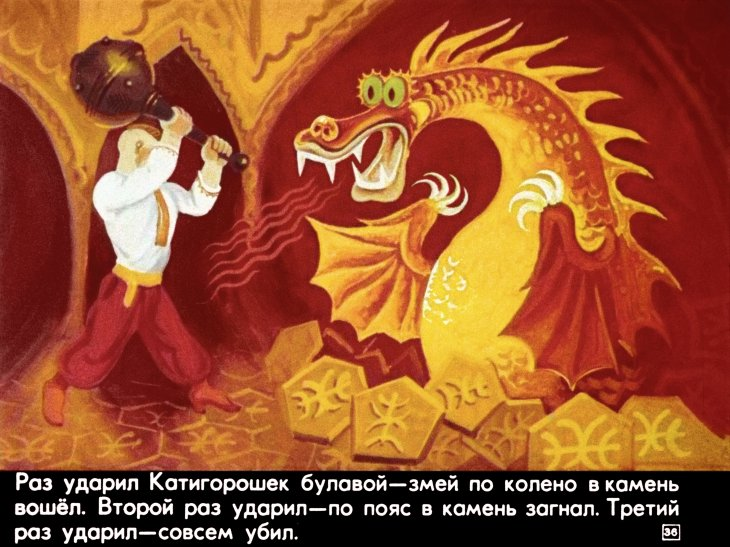 Раз ударил Катигорошек булавой—змей по колено в камень
вошёл. Второй раз ударил—по пояс в камень загнал. Третий
раз ударил—совсем убил.
36